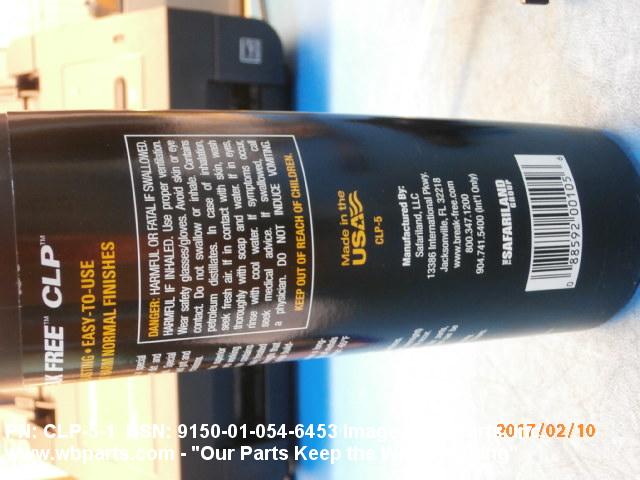 FREE™ CLP™
• EASY-TO-USE
HARM NORMAL FINISHES
DANGER: HARMFUL OR FATAL IF SWALLOWED.
HARMFUL IF INHALED. Use proper ventilation.
Wear safety glasses/gloves. Avoid skin or eye
contact. Do not swallow or inhale. Contains
petroleum distillates. In case of inhalation,
seek fresh air. If in contact with skin, wash
thoroughly with soap and water. If in eyes,
rinse with cool water. If symptoms occur,
seek medical advice. If swallowed, call
a physician. DO NOT INDUCE VOMITING
KEEP OUT OF REACH OF CHILDREN.
Made in the
USA
CLP-5
Manufactured By:
Safariland, LLC
13386 International Pkwy.
Jacksonville, FL 32218
www.break-free.com
800.347.1200
904.741.5400 (int'l only)
THE SAFARILAND
GROUP
0 88592 00705 6
PN: CLP-5-1 NSN: 9150-01-054-6453 Image
2017/02/10
www.wbparts.com - "Our Parts Keep the